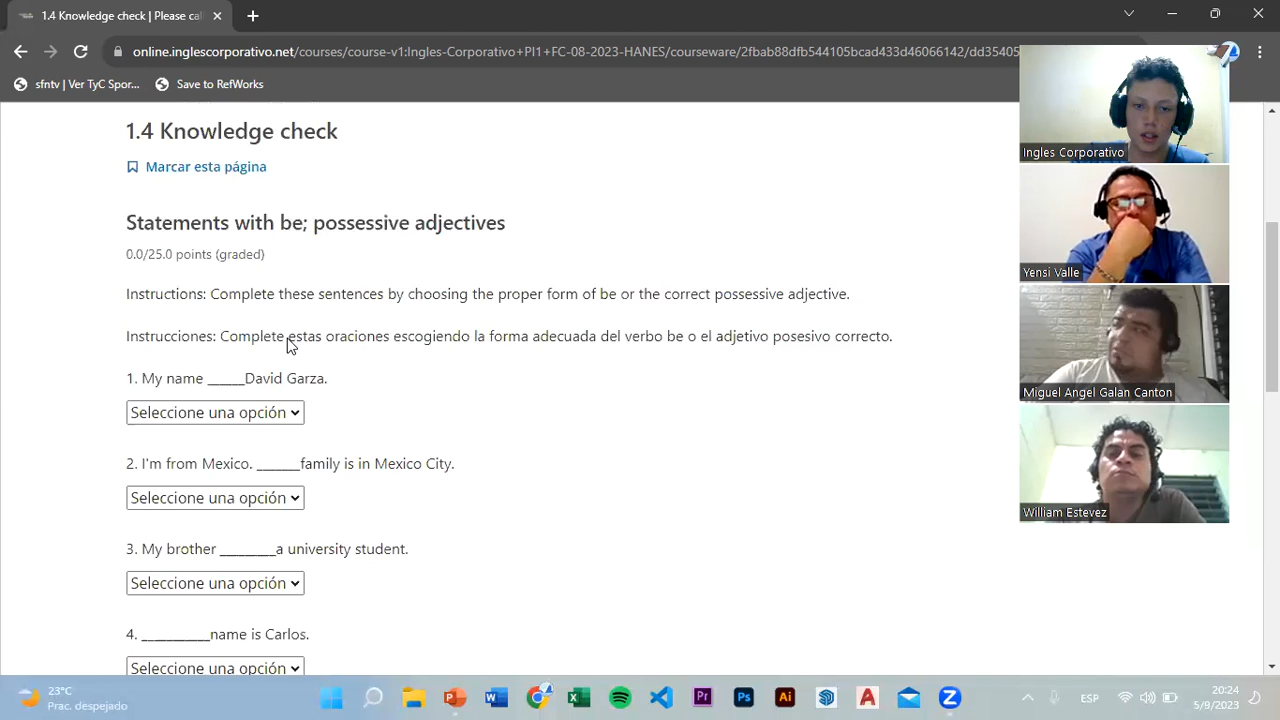 1.4 Knowledge check | Please cal
online.inglescorporativo.net/courses/course-v1:Ingles-Corporativo+PI1+FC-08-2023-HANES/courseware/2fbab88dfb544105bcad433d46066142/dd35405
sfntv | Ver TyC Spor...
Save to RefWorks
1.4 Knowledge check
Marcar esta página
Statements with be; possessive adjectives
0.0/25.0 points (graded)
Instructions: Complete these sentences by choosing the proper form of be or the correct possessive adjective.
Instrucciones: Complete estas oraciones escogiendo la forma adecuada del verbo be o el adjetivo posesivo correcto.
1. My name ______David Garza.
Seleccione una opción
2. I'm from Mexico. _______family is in Mexico City.
Seleccione una opción
3. My brother _________a university student.
Seleccione una opción
4. ___________name is Carlos.
Seleccione una opción
Ingles Corporativo
Yensi Valle
Miguel Angel Galan Canton
William Estevez
23°C
Prac. despejado
ESP
20:24
5/9/2023